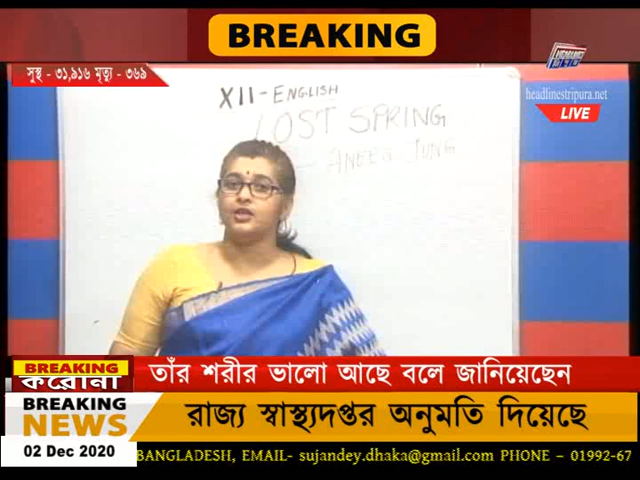 BREAKING
সুস্থ - ৩১,৯১৬ মৃত্যু - ৩৬৯
headlinestripura.net
LIVE
XII - ENGLISH
LOST SPRING
- ANEES JUNG
BREAKING
করোনা
তাঁর শরীর ভালো আছে বলে জানিয়েছেন
BREAKING
NEWS
রাজ্য স্বাস্থ্যদপ্তর অনুমতি দিয়েছে
02 Dec 2020
BANGLADESH, EMAIL- sujandey.dhaka@gmail.com PHONE – 01992-67